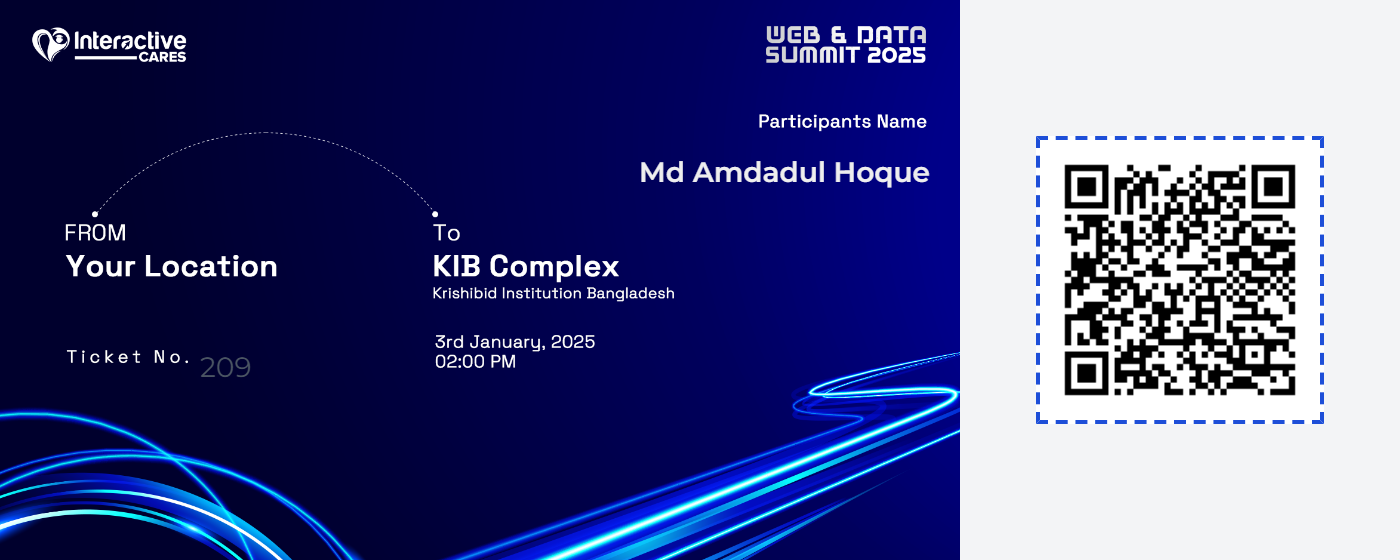 Interactive
CARES
WEB & DATA
SUMMIT 2025
Participants Name
Md Amdadul Hoque
FROM
Your Location
To
KIB Complex
Krishibid Institution Bangladesh
3rd January, 2025
02:00 PM
Ticket No. 209